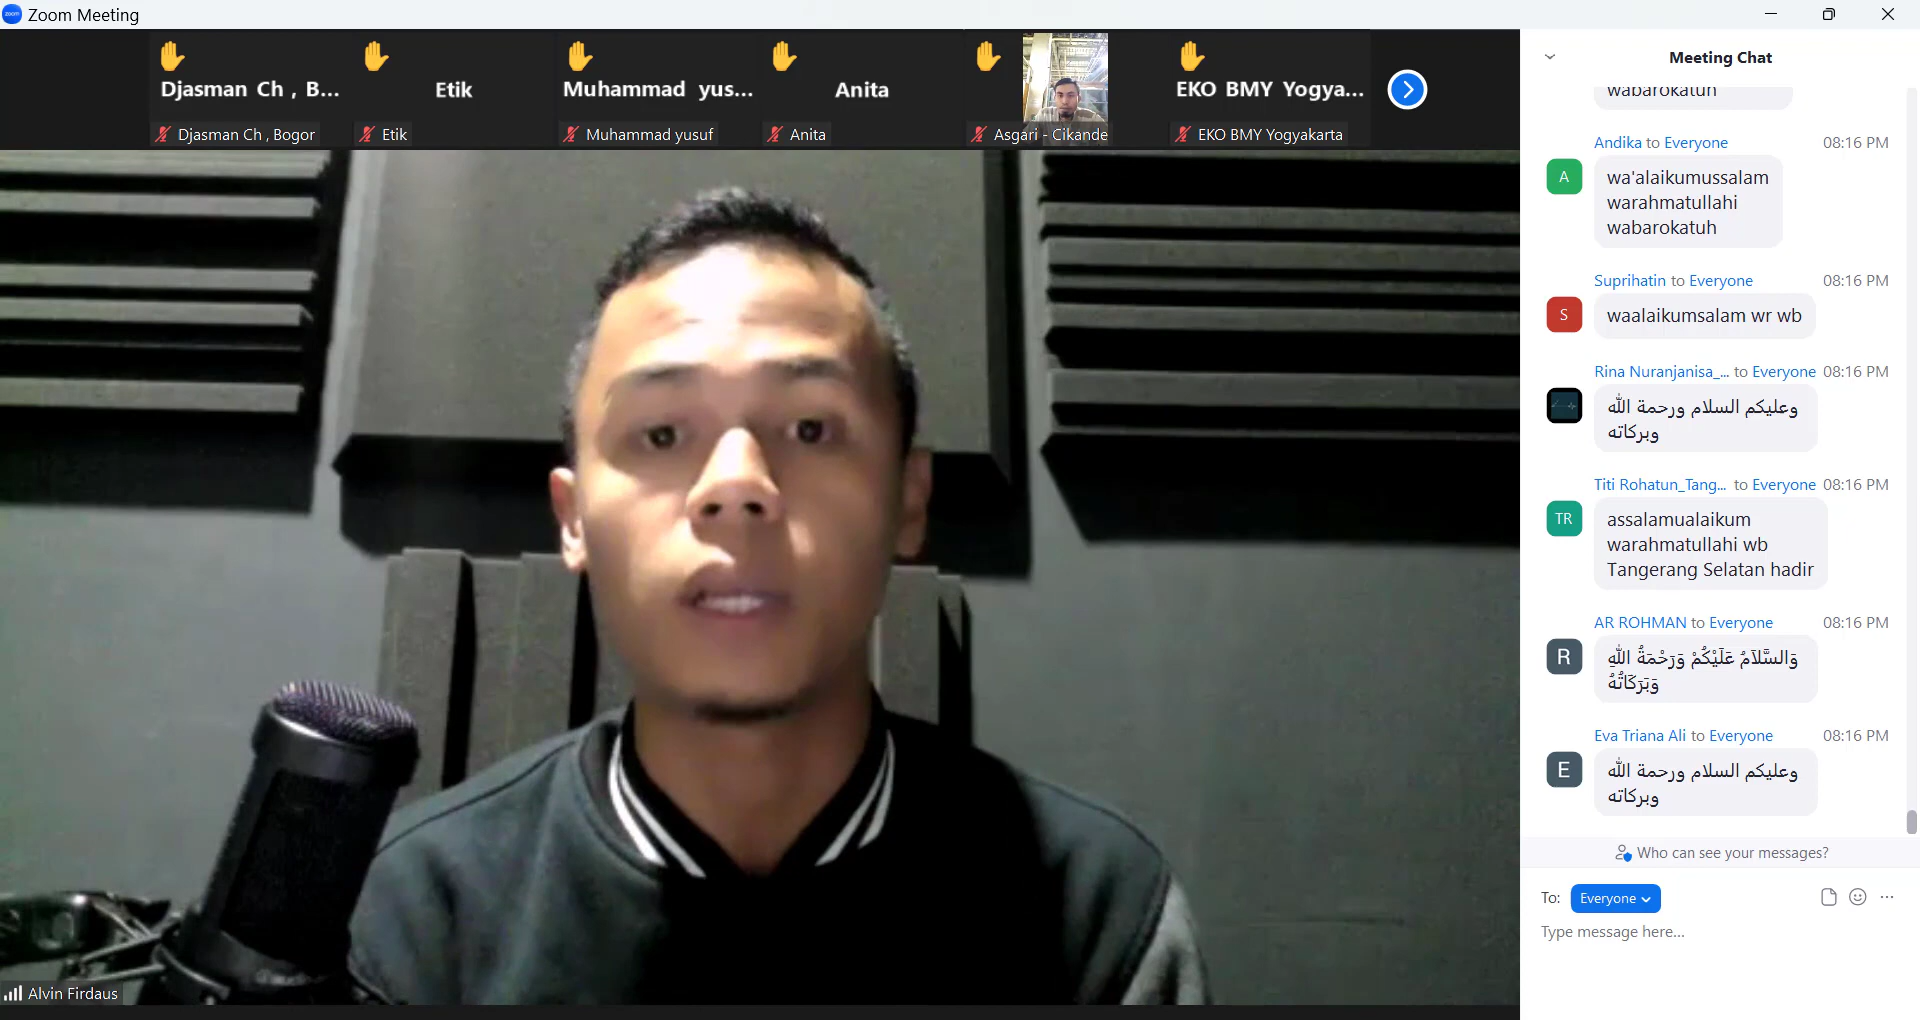 Zoom Meeting
Djasman Ch , B...
Etik
Muhammad yus...
Anita
EKO BMY Yogya...
Djasman Ch , Bogor
Etik
Muhammad yusuf
Anita
Asgari - Cikande
EKO BMY Yogyakarta
Alvin Firdaus
Meeting Chat
wabarokatuh
Andika to Everyone 08:16 PM
A
wa'alaikumussalam
warahmatullahi
wabarokatuh
Suprihatin to Everyone 08:16 PM
S
waalaikumsalam wr wb
Rina Nuranjanisa_... to Everyone 08:16 PM
وعليكم السلام ورحمة الله
وبركاته
Titi Rohatun_Tang... to Everyone 08:16 PM
TR
assalamualaikum
warahmatullahi wb
Tangerang Selatan hadir
AR ROHMAN to Everyone 08:16 PM
R
وَالسَّلاَمُ عَلَيْكُمْ وَرَحْمَةُ اللهِ
وَبَرَكَاتُهُ
Eva Triana Ali to Everyone 08:16 PM
E
وعليكم السلام ورحمة الله
وبركاته
Who can see your messages?
To: Everyone
Type message here...